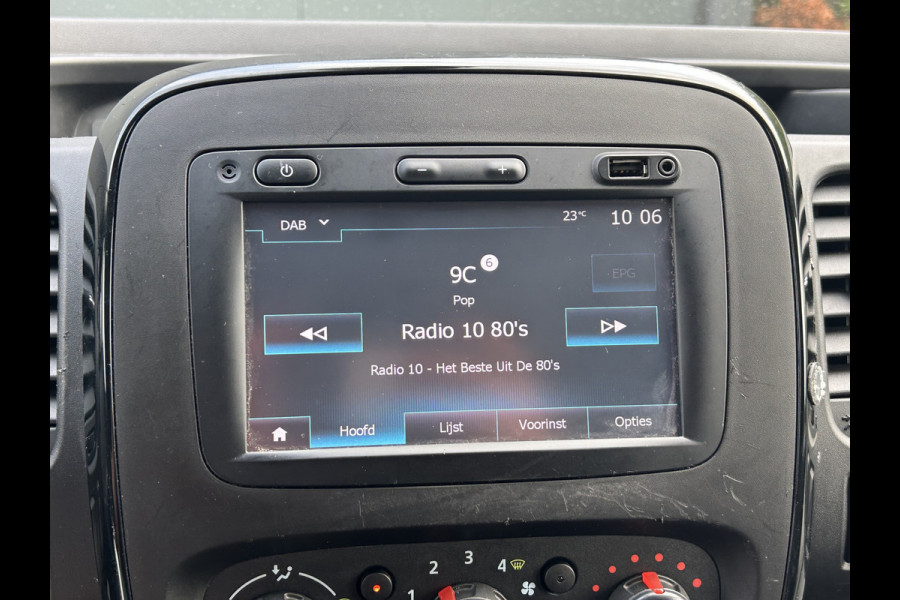 DAB
23°C
10 06
9C 6
EPG
Pop
Radio 10 80's
Radio 10 - Het Beste Uit De 80's
Hoofd
Lijst
Voorinst
Opties
1 2 3 4